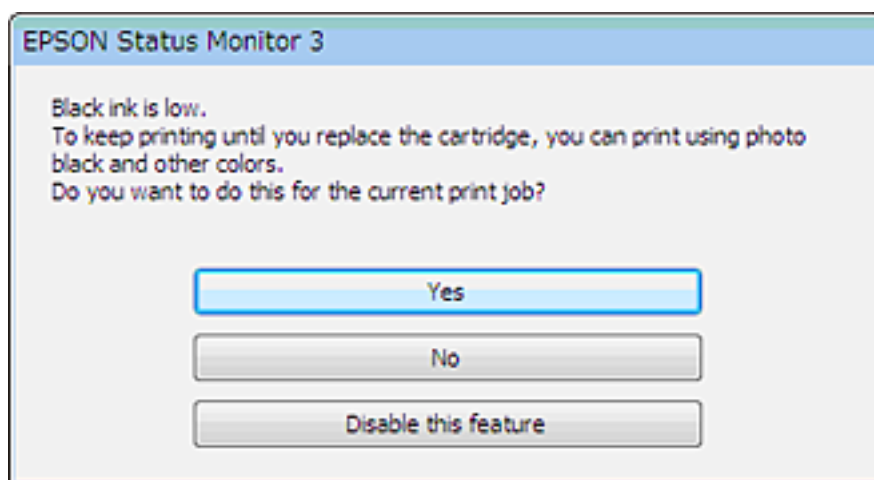 EPSON Status Monitor 3
Black ink is low.
To keep printing until you replace the cartridge, you can print using photo
black and other colors.
Do you want to do this for the current print job?
Yes
No
Disable this feature